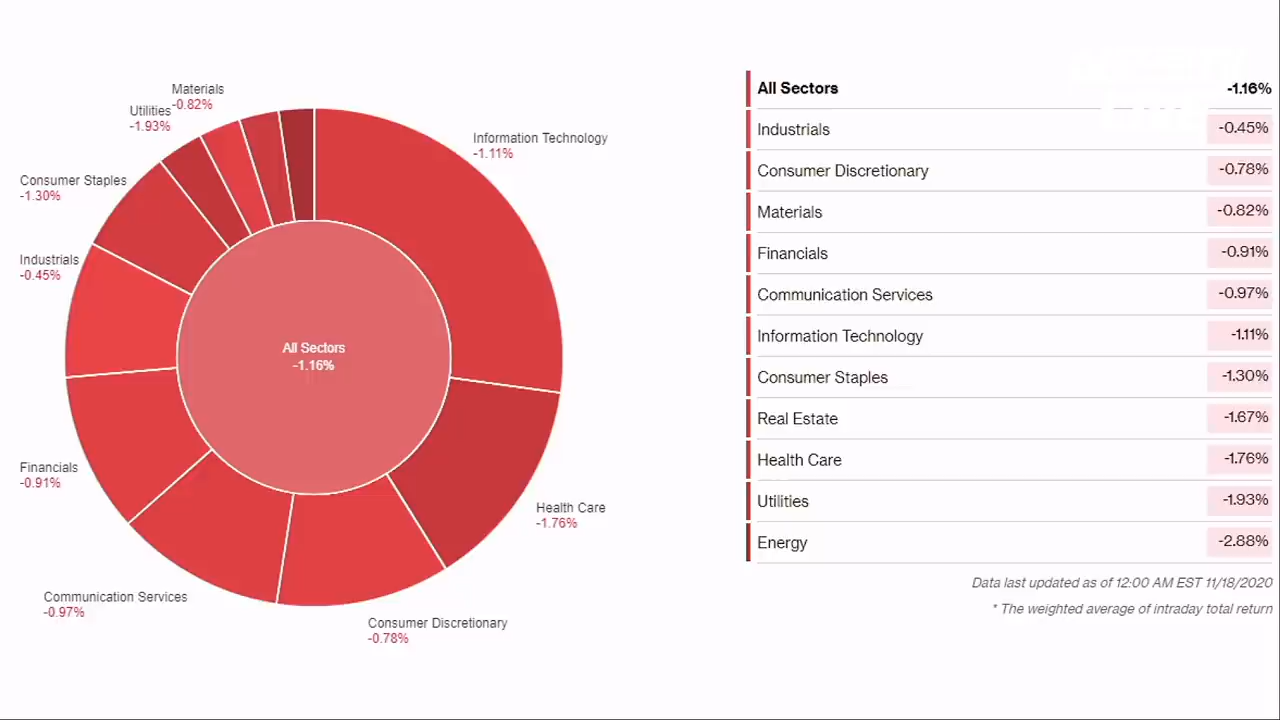 Materials
-0.82%
Utilities
-1.93%
Information Technology
-1.11%
Consumer Staples
-1.30%
Industrials
-0.45%
All Sectors
-1.16%
Financials
-0.91%
Health Care
-1.76%
Communication Services
-0.97%
Consumer Discretionary
-0.78%
All Sectors -1.16%
Industrials -0.45%
Consumer Discretionary -0.78%
Materials -0.82%
Financials -0.91%
Communication Services -0.97%
Information Technology -1.11%
Consumer Staples -1.30%
Real Estate -1.67%
Health Care -1.76%
Utilities -1.93%
Energy -2.88%
Data last updated as of 12:00 AM EST 11/18/2020
* The weighted average of intraday total return